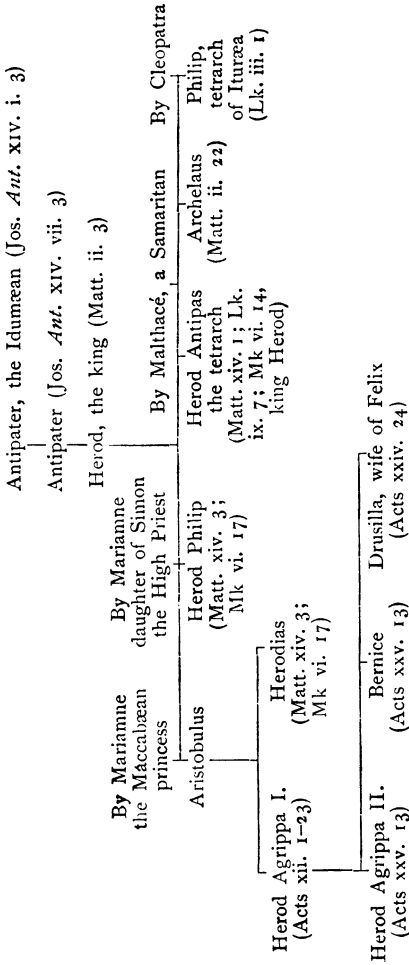 Antipater, the Idumæan (Jos. Ant. XIV. i. 3)
Antipater (Jos. Ant. XIV. vii. 3)
Herod, the king (Matt. ii. 3)
By Mariamne
the Maccabæan
princess
By Mariamne
daughter of Simon
the High Priest
By Malthacé, a Samaritan
By Cleopatra
Aristobulus
Herod Philip
(Matt. xiv. 3;
Mk vi. 17)
Herod Antipas
the tetrarch
(Matt. xiv. 1; Lk.
ix. 7; Mk vi. 14,
king Herod)
Archelaus
(Matt. ii. 22)
Philip,
tetrarch
of Ituræa
(Lk. iii. 1)
Herod Agrippa I.
(Acts xii. 1-23)
Herodias
(Matt. xiv. 3;
Mk vi. 17)
Herod Agrippa II.
(Acts xxv. 13)
Bernice
(Acts xxv. 13)
Drusilla, wife of Felix
(Acts xxiv. 24)